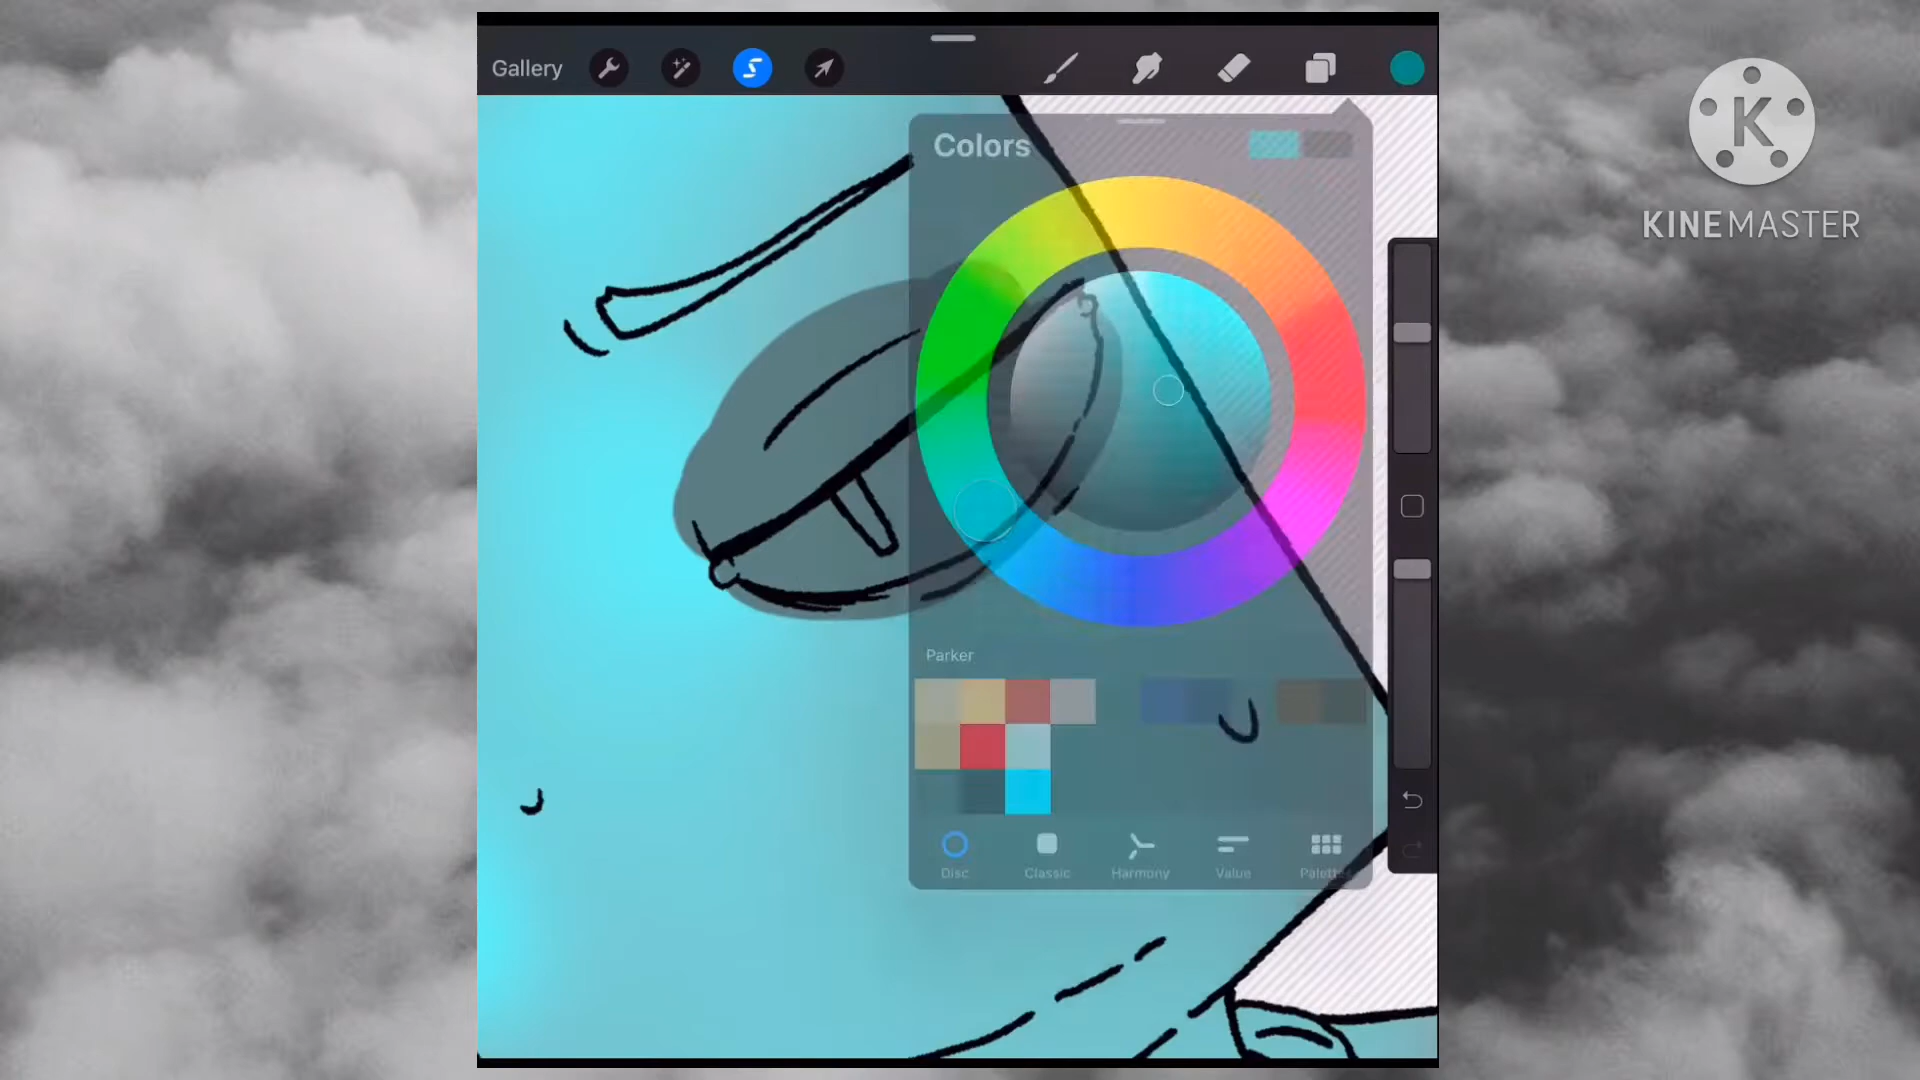 Gallery
Colors
KINEMASTER
Parker
Disc Classic Harmony Value Palettes